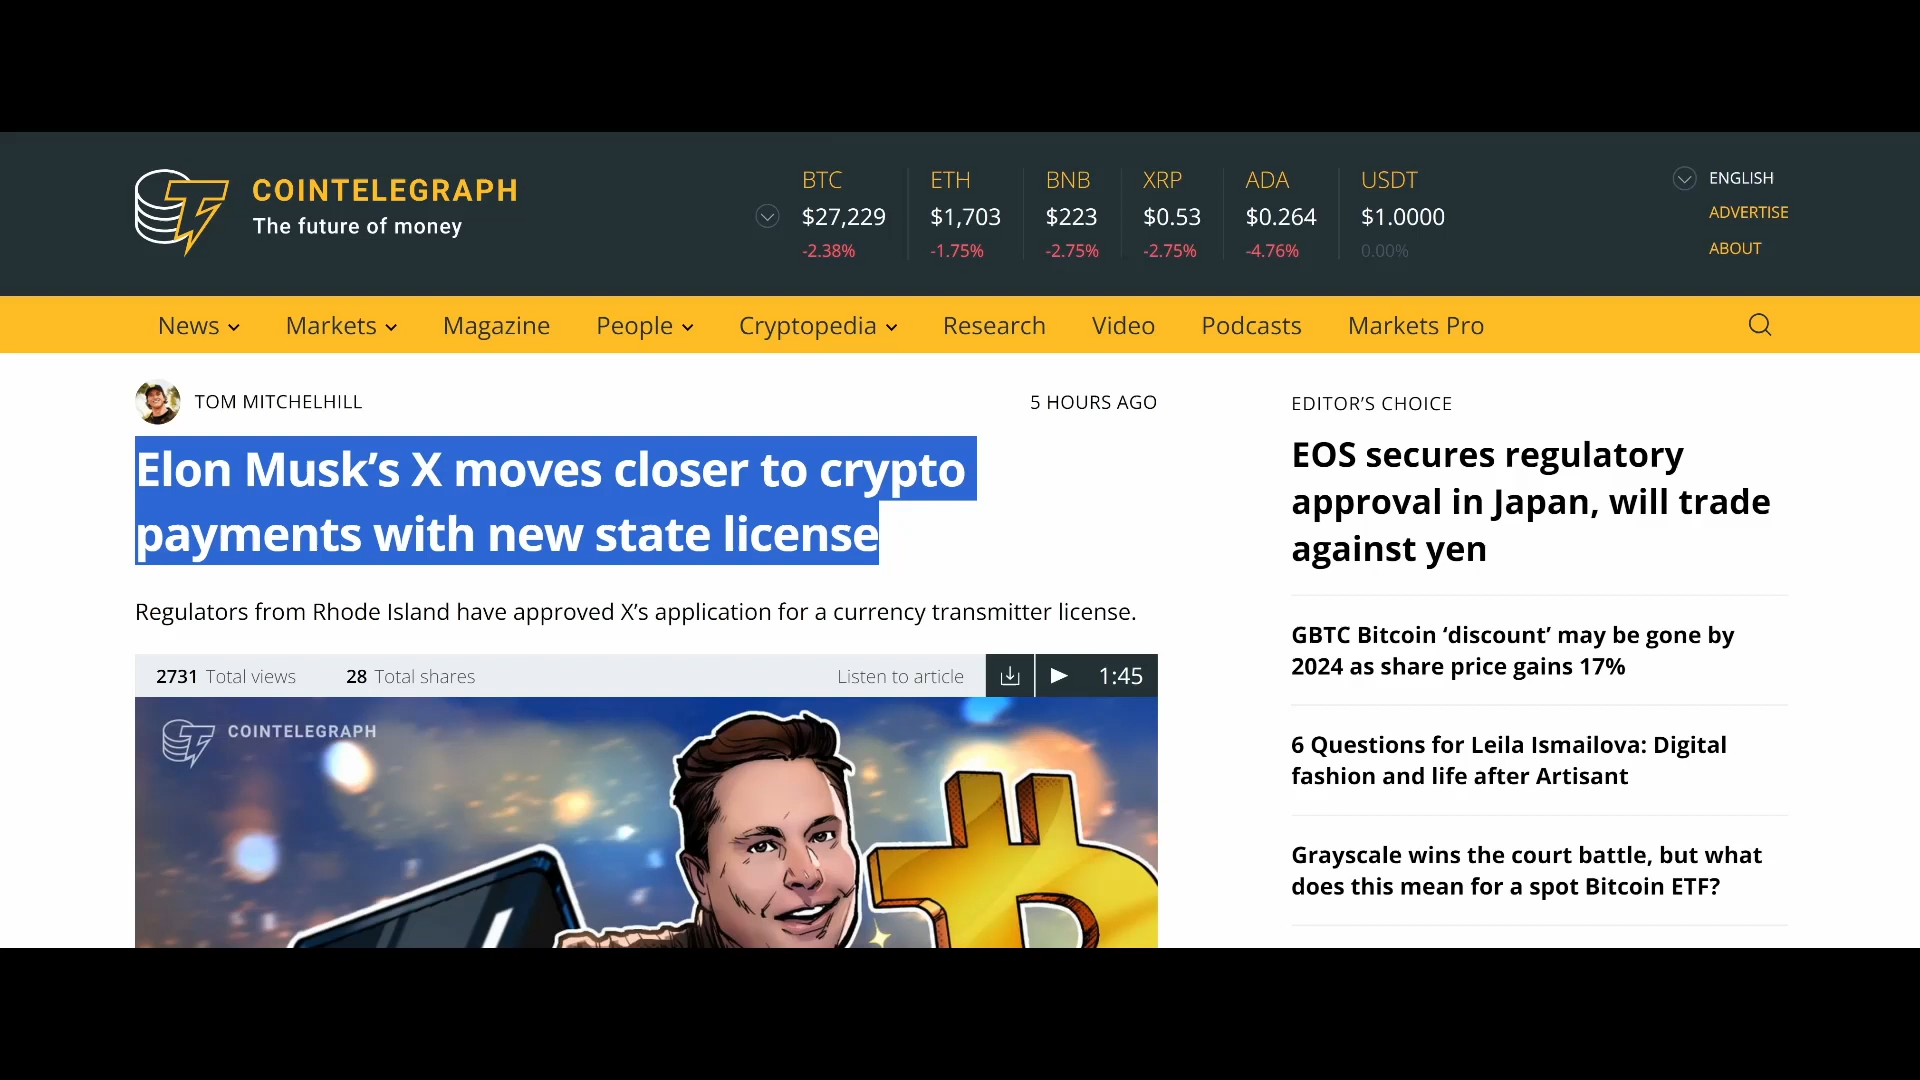 COINTELEGRAPH
The future of money
BTC
$27,229
-2.38%
ETH
$1,703
-1.75%
BNB
$223
-2.75%
XRP
$0.53
-2.75%
ADA
$0.264
-4.76%
USDT
$1.0000
0.00%
ENGLISH
ADVERTISE
ABOUT
News Markets Magazine People Cryptopedia Research Video Podcasts Markets Pro
TOM MITCHELHILL
5 HOURS AGO
Elon Musk’s X moves closer to crypto
payments with new state license
Regulators from Rhode Island have approved X’s application for a currency transmitter license.
2731 Total views 28 Total shares Listen to article 1:45
COINTELEGRAPH
EDITOR’S CHOICE
EOS secures regulatory
approval in Japan, will trade
against yen
GBTC Bitcoin ‘discount’ may be gone by
2024 as share price gains 17%
6 Questions for Leila Ismailova: Digital
fashion and life after Artisant
Grayscale wins the court battle, but what
does this mean for a spot Bitcoin ETF?